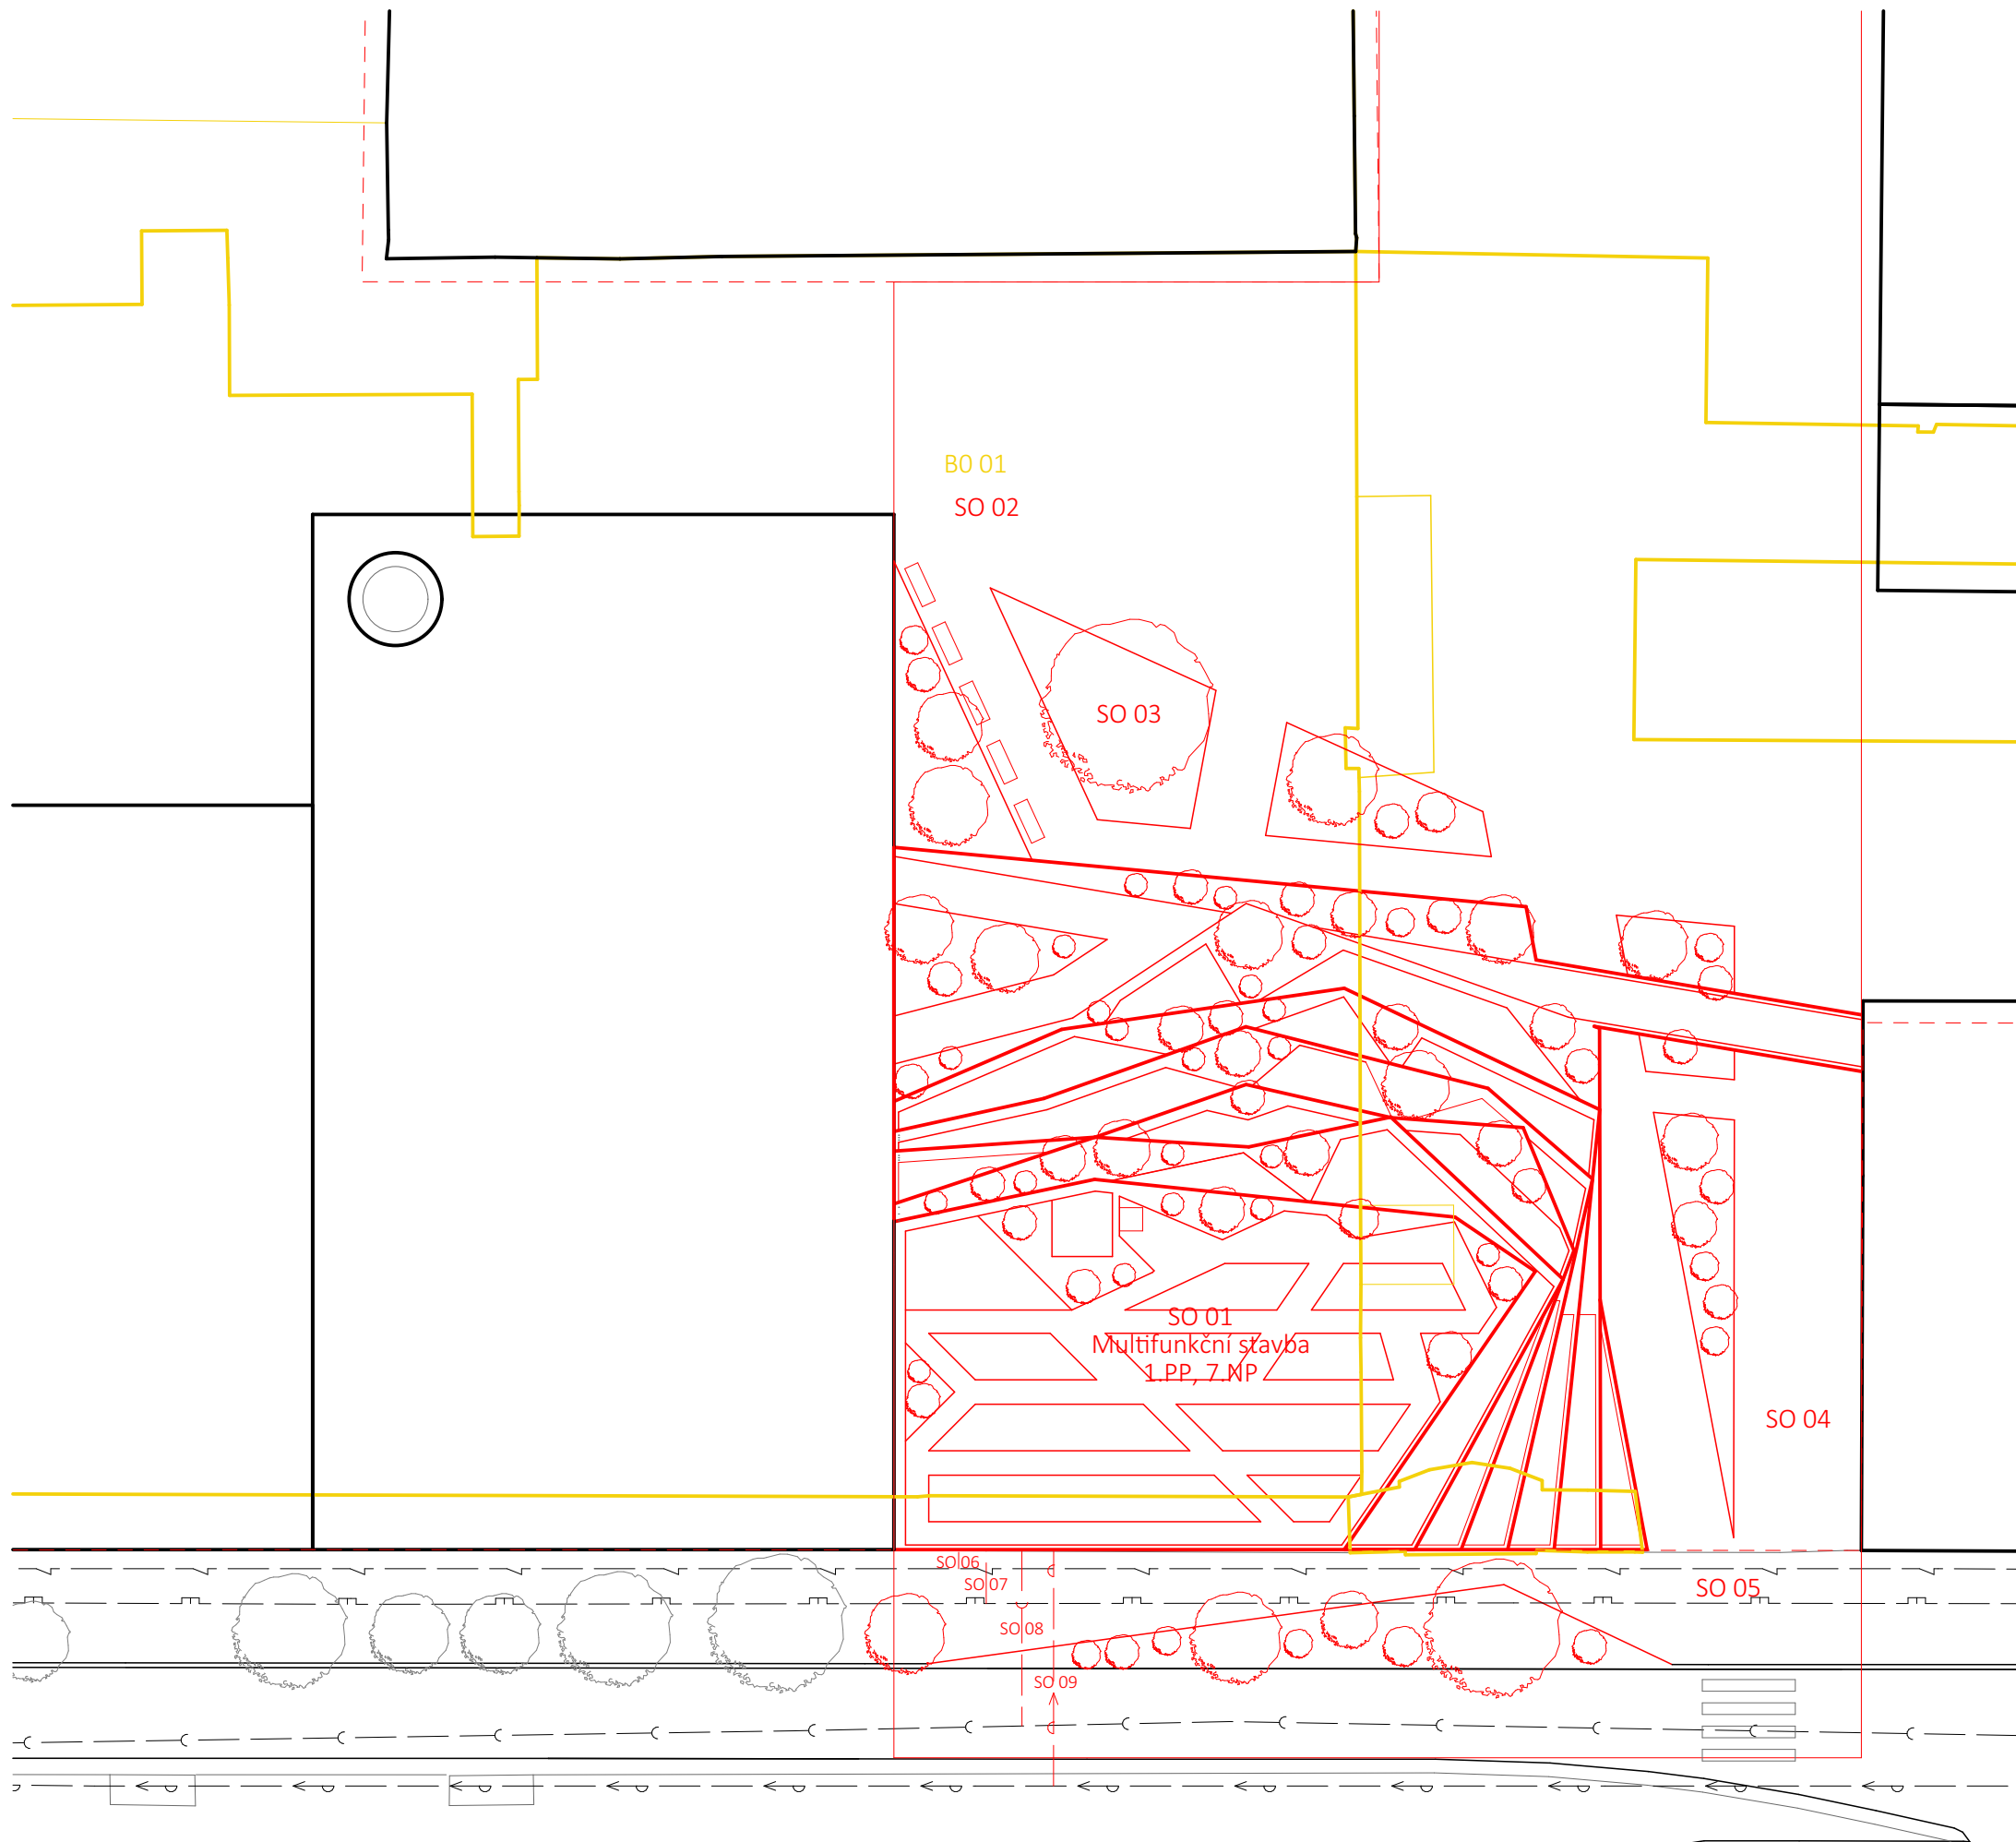 B0 01
SO 02
SO 03
SO 01
Multifunkční stavba
1.PP, 7.NP
SO 04
SO 06
SO 07
SO 05
SO 08
SO 09